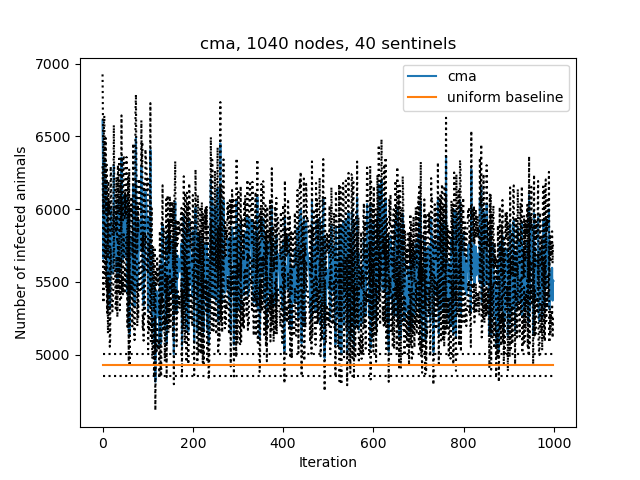 cma, 1040 nodes, 40 sentinels
cma
uniform baseline
Number of infected animals
7000
6500
6000
5500
5000
0
200
400
600
800
1000
Iteration